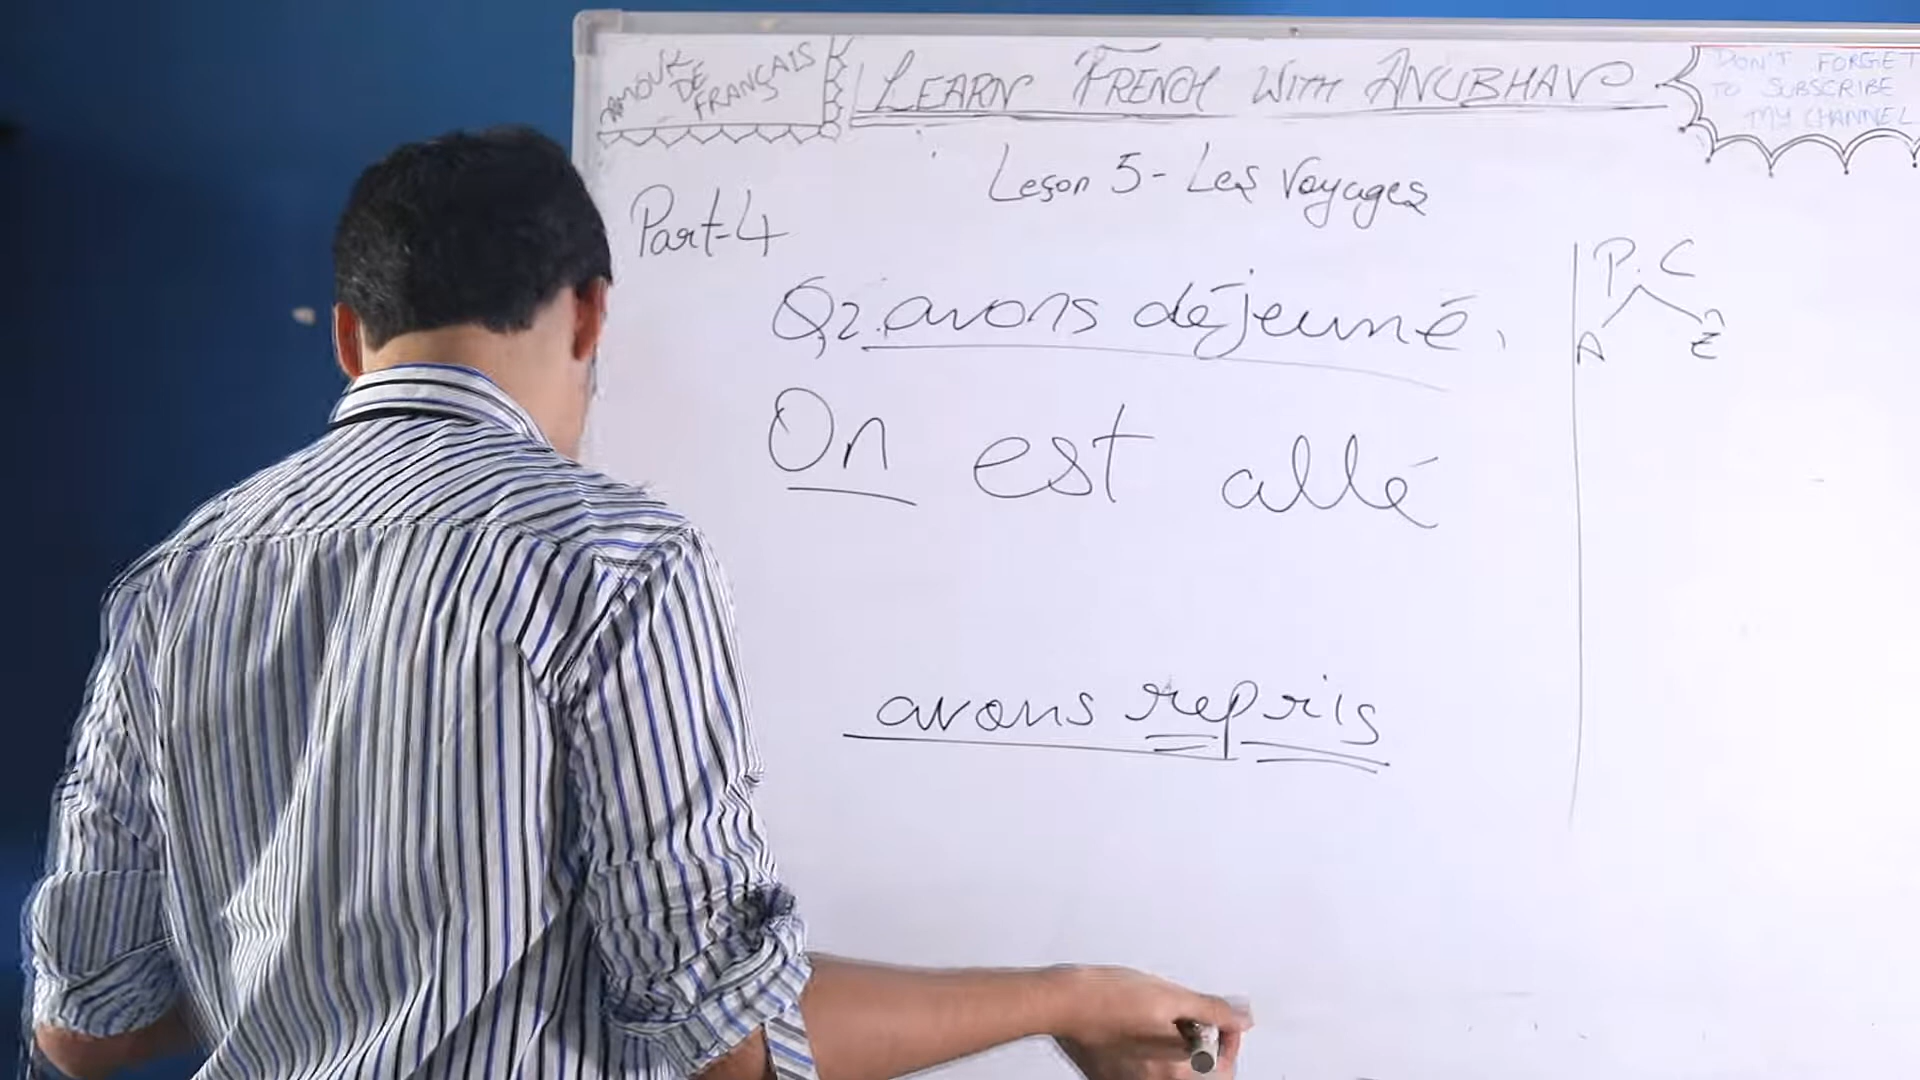 AMOUR
DE
FRANÇAIS
LEARN FRENCH WITH ANUBHAV
DON'T FORGET
TO SUBSCRIBE
MY CHANNEL
Leçon 5 - Les Voyages
Part-4
Q2. avons déjeuné.
On est allé
avons repris
P.C
A E